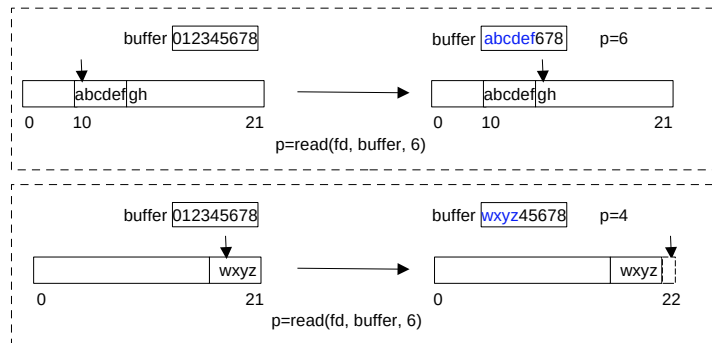 buffer 012345678
buffer abcdef678 p=6
abcdef gh
abcdef gh
0 10 21
0 10 21
p=read(fd, buffer, 6)
buffer 012345678
buffer wxyz45678 p=4
wxyz
wxyz
0 21
0 22
p=read(fd, buffer, 6)